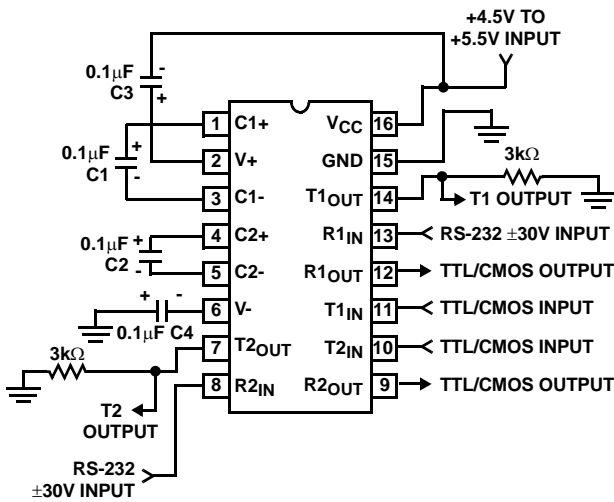 +4.5V TO
+5.5V INPUT
0.1μF
C3
-
+
0.1μF
C1
+
-
1 C1+
2 V+
3 C1-
4 C2+
5 C2-
6 V-
7 T2OUT
8 R2IN
VCC 16
GND 15
T1OUT 14
R1IN 13
R1OUT 12
T1IN 11
T2IN 10
R2OUT 9
3kΩ
T1 OUTPUT
RS-232 ±30V INPUT
TTL/CMOS OUTPUT
TTL/CMOS INPUT
TTL/CMOS INPUT
TTL/CMOS OUTPUT
0.1μF
C2
+
-
+ -
0.1μF C4
3kΩ
T2
OUTPUT
RS-232
±30V INPUT